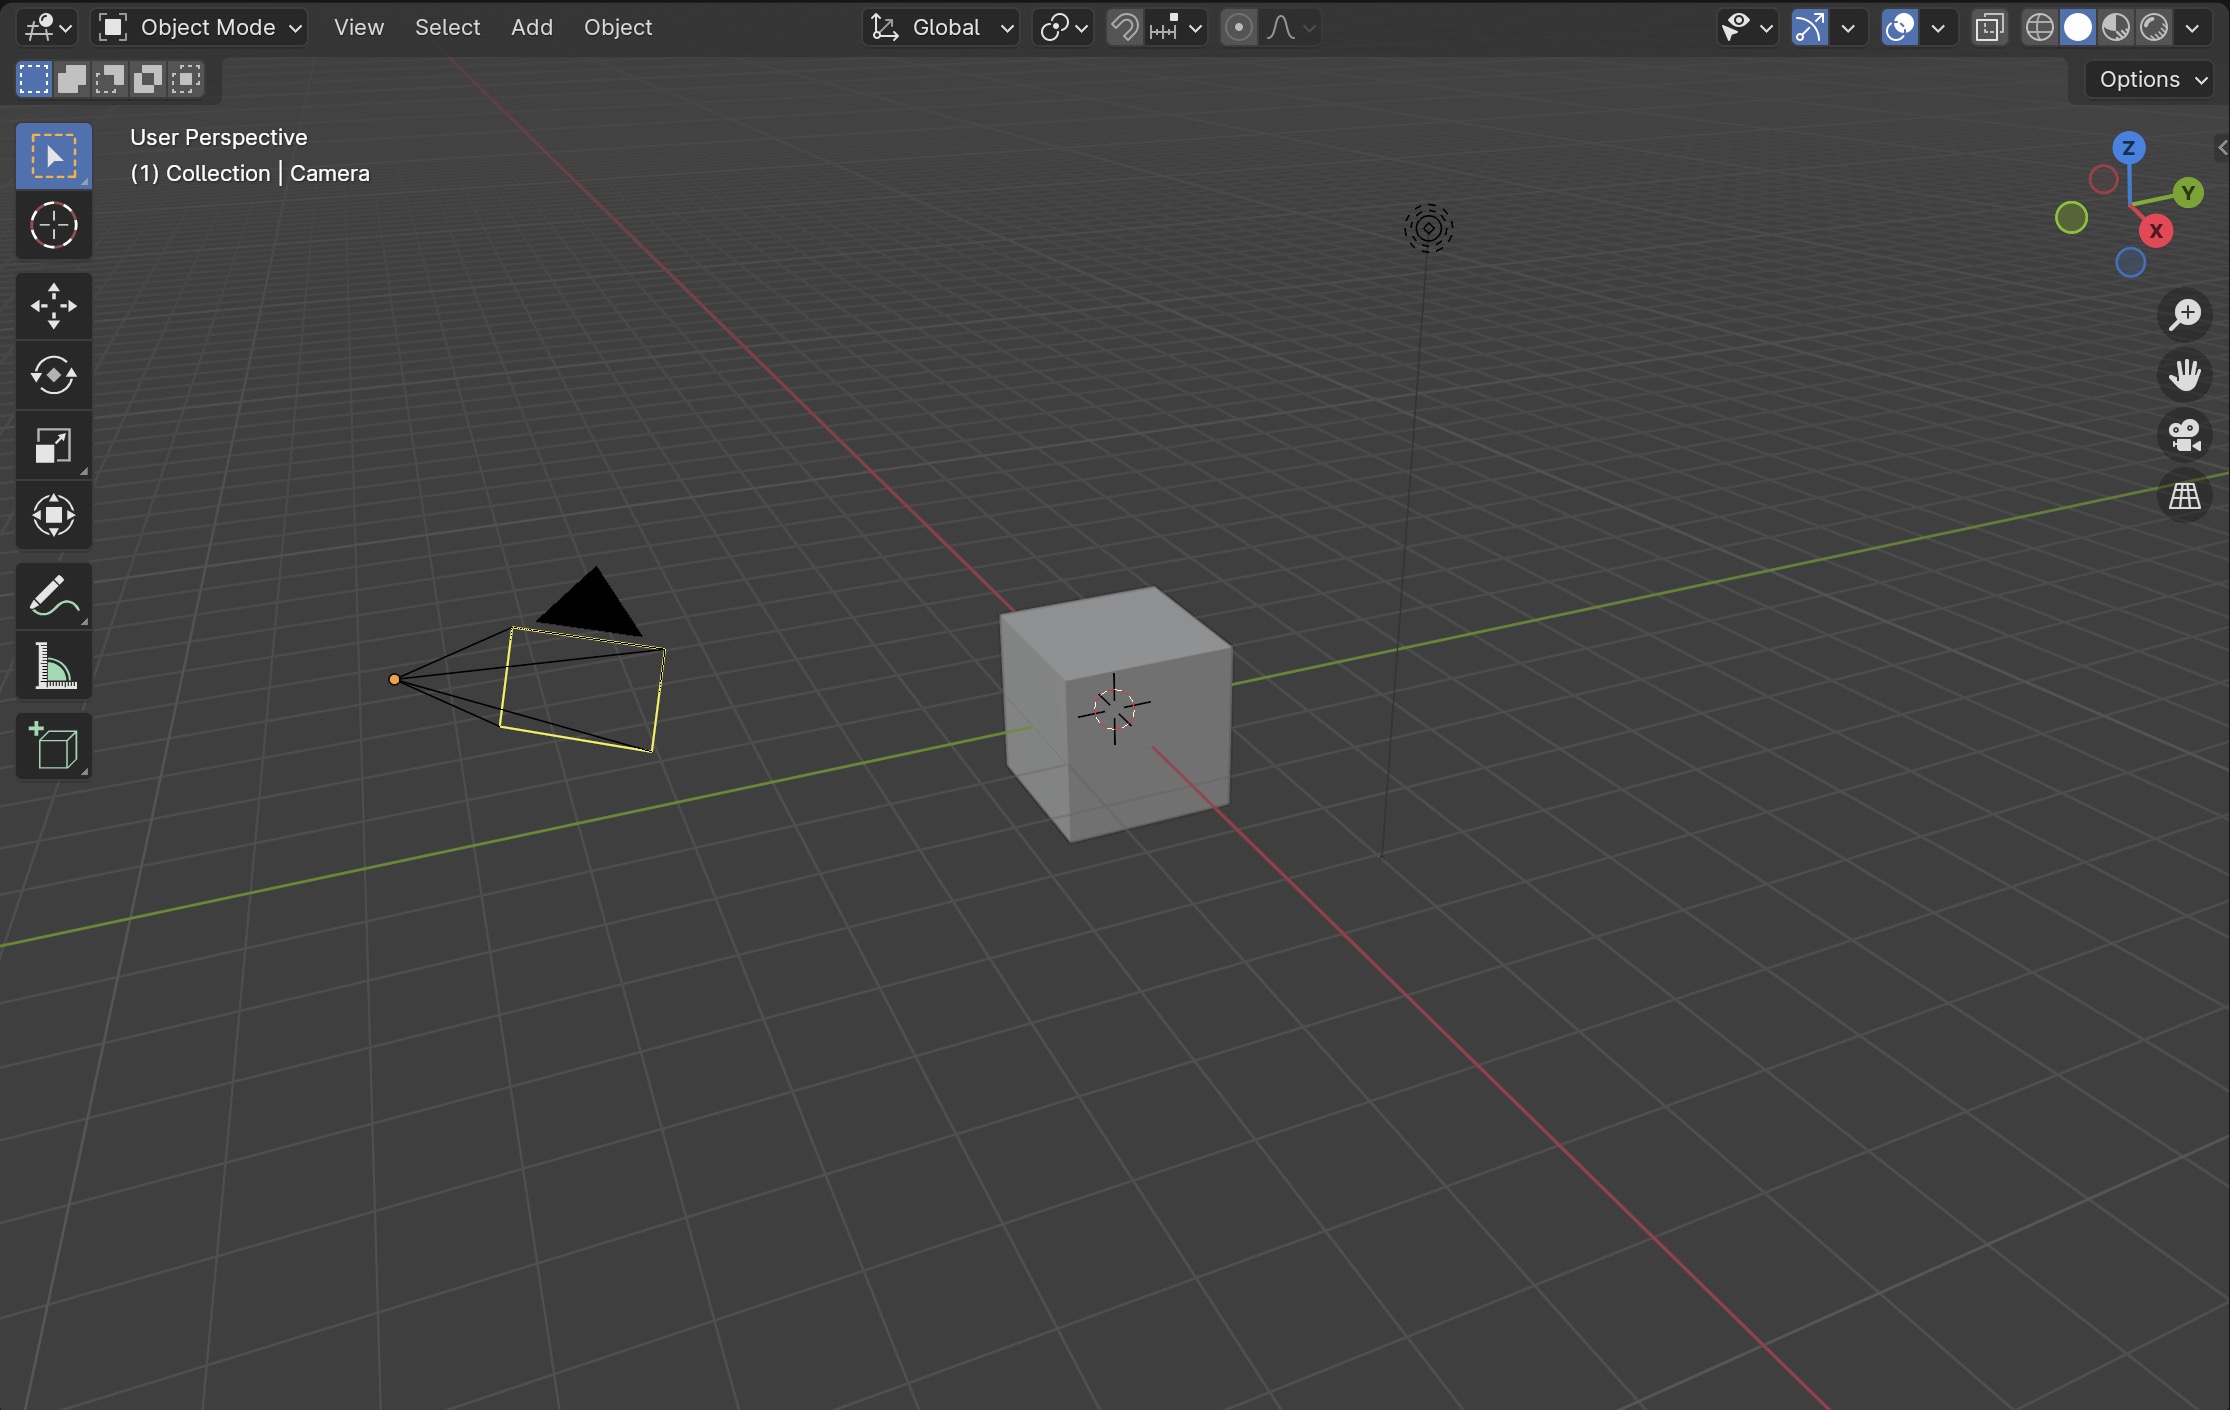 Object Mode View Select Add Object Global
Options
User Perspective
(1) Collection | Camera
Z
Y
X